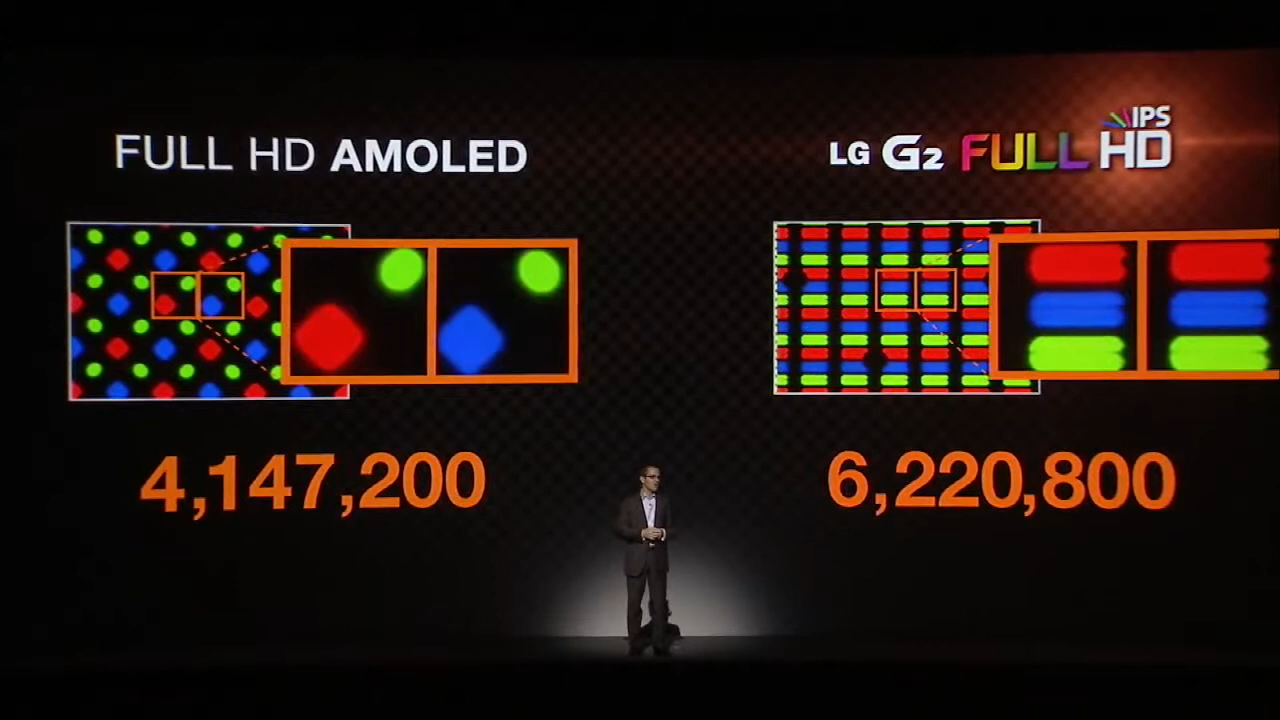 FULL HD AMOLED
LG G2 FULL HD
IPS
4,147,200
6,220,800